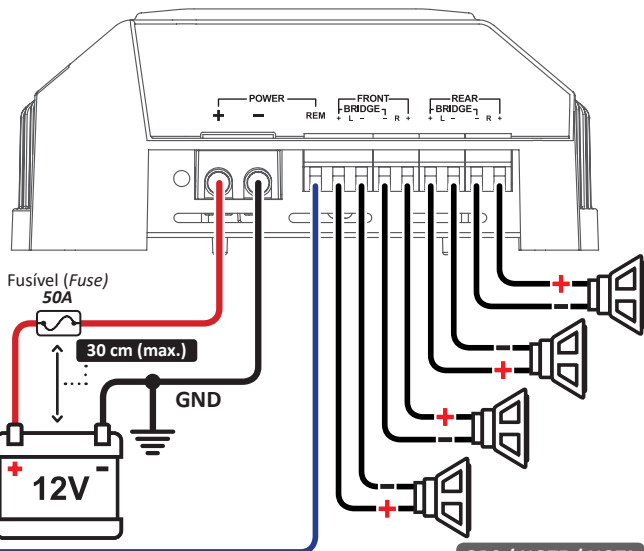 POWER
+ − REM
FRONT
BRIDGE
+ L − − R +
REAR
BRIDGE
+ L − − R +
Fusível (Fuse)
50A
30 cm (max.)
GND
+ −
12V
+
−
−
+
+
−
−
+